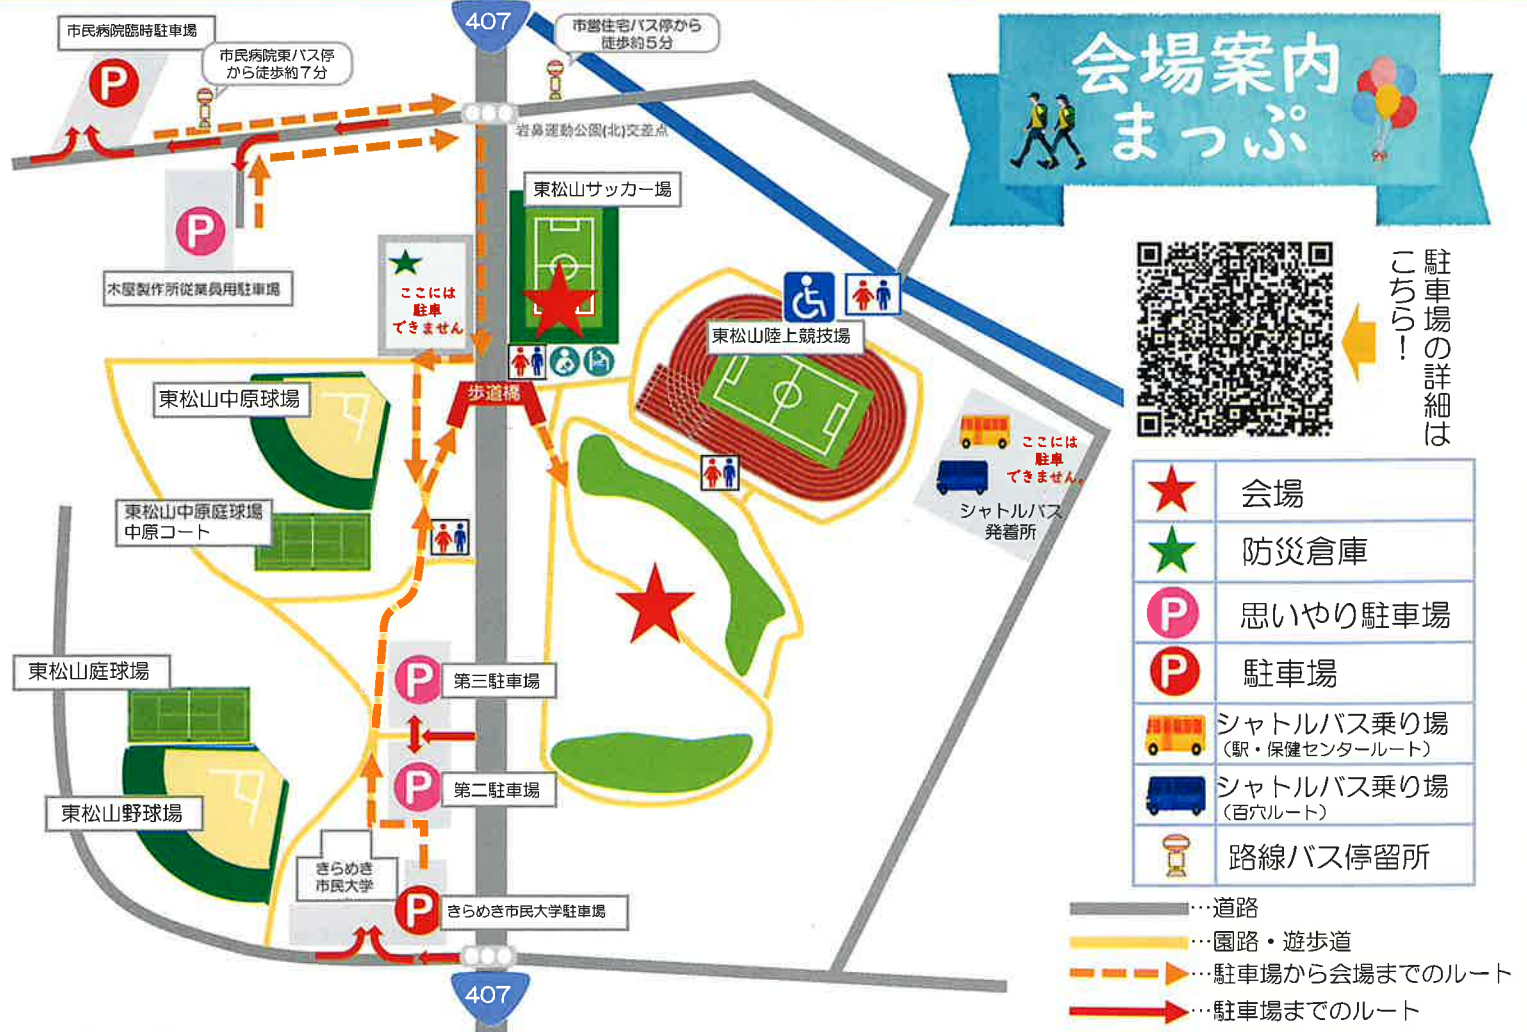 会場案内
まっぷ
駐車場の詳細は
こちら！
407
市民病院臨時駐車場
P
市民病院東バス停
から徒歩約7分
市営住宅バス停から
徒歩約5分
岩鼻運動公園(北)交差点
P
木屋製作所従業員用駐車場
東松山サッカー場
ここには
駐車
できません
東松山陸上競技場
歩道橋
東松山中原球場
ここには
駐車
できません。
シャトルバス
発着所
東松山中原庭球場
中原コート
東松山庭球場
P
第三駐車場
P
第二駐車場
東松山野球場
きらめき
市民大学
P
きらめき市民大学駐車場
407
会場
防災倉庫
P
思いやり駐車場
P
駐車場
シャトルバス乗り場
（駅・保健センタールート）
シャトルバス乗り場
（百穴ルート）
路線バス停留所
…道路
…園路・遊歩道
…駐車場から会場までのルート
…駐車場までのルート